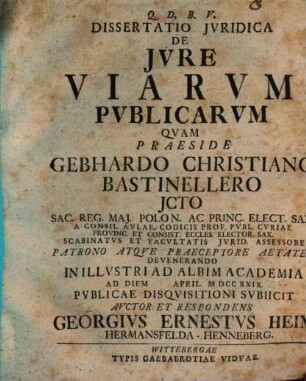 Q. D. B. V.
DISSERTATIO JVRIDICA
DE
JVRE
VIARVM
PVBLICARVM
QVAM
PRAESIDE
GEBHARDO CHRISTIANO
BASTINELLERO
JCTO
SAC. REG. MAJ. POLON. AC PRINC. ELECT. SAX.
A CONSIL. AVLAE, CODICIS PROF. PVBL. CVRIAE
PROVINC. ET CONSIST. ECCLES. ELECTOR. SAX.
SCABINATVS ET FACVLTATIS JVRID. ASSESSORE
PATRONO ATQVE PRAECEPTORE AETATE
DEVENERANDO
IN ILLVSTRI AD ALBIM ACADEMIA
AD DIEM APRIL. M DCC XXIX.
PVBLICAE DISQVISITIONI SVBIICIT
AVCTOR ET RESPONDENS
GEORGIVS ERNESTVS HEIM
HERMANSFELDA-HENNEBERG.
WITTEBERGAE
TYPIS GAEBAERDTIAE VIDVAE.